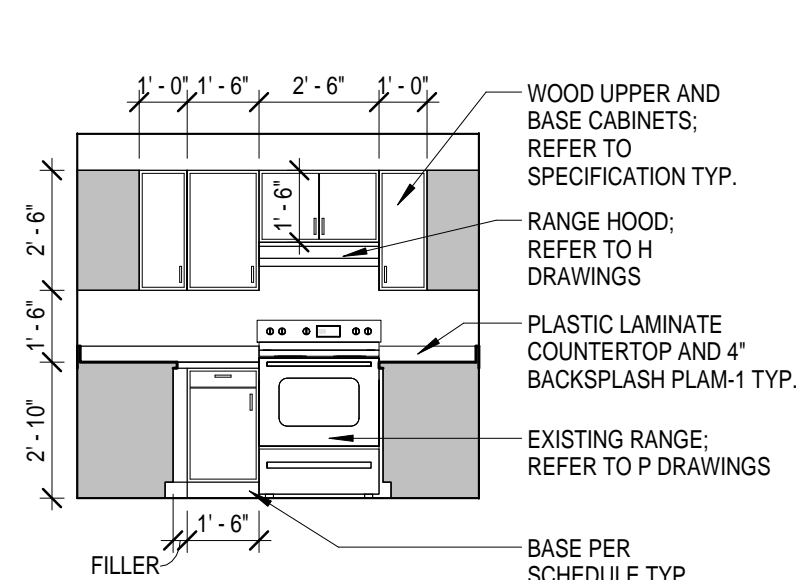 1' - 0" 1' - 6" 2' - 6" 1' - 0"
WOOD UPPER AND
BASE CABINETS;
REFER TO
SPECIFICATION TYP.
2' - 6"
1' - 6"
RANGE HOOD;
REFER TO H
DRAWINGS
1' - 6"
PLASTIC LAMINATE
COUNTERTOP AND 4"
BACKSPLASH PLAM-1 TYP.
2' - 10"
EXISTING RANGE;
REFER TO P DRAWINGS
1' - 6"
FILLER
BASE PER
SCHEDULE TYP